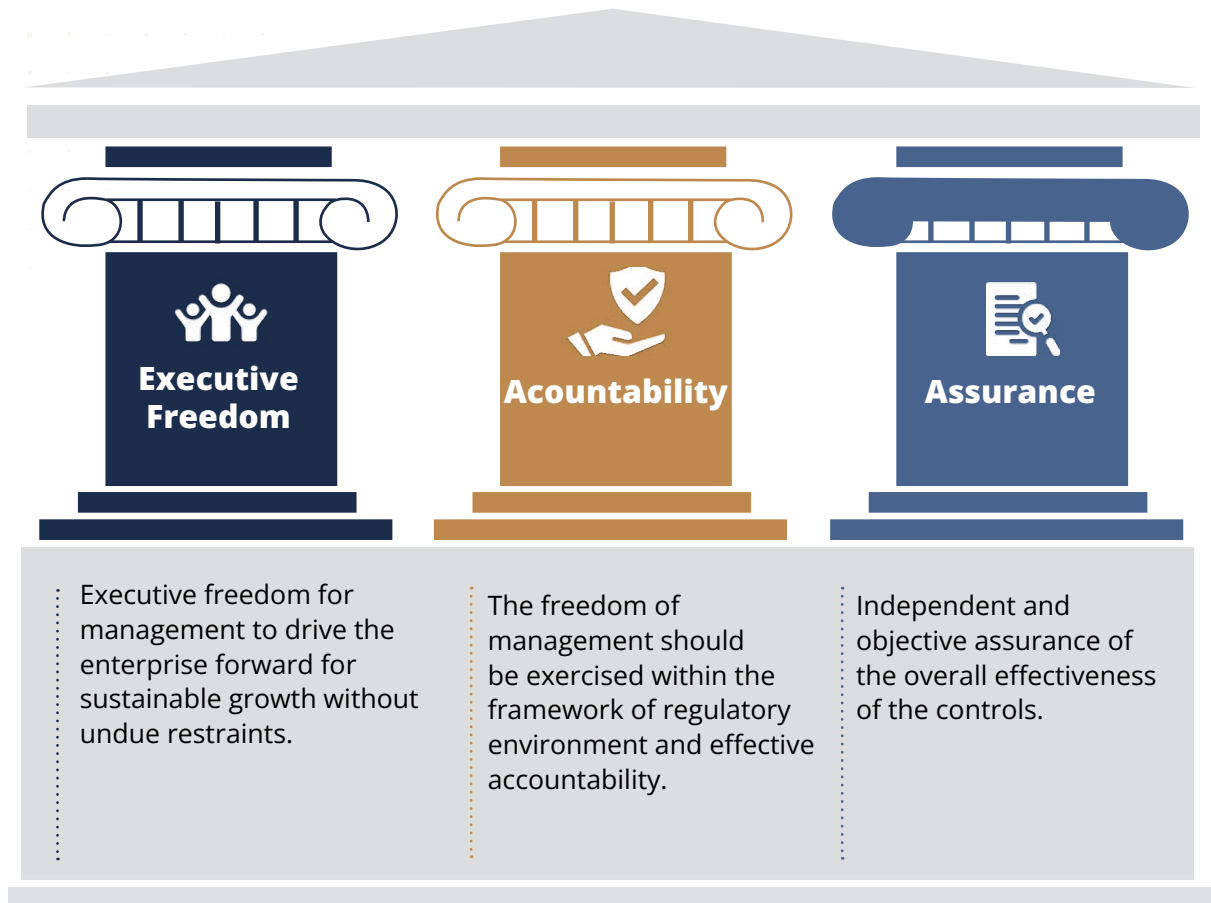 Executive
Freedom
Acountability
Assurance
Executive freedom for
management to drive the
enterprise forward for
sustainable growth without
undue restraints.
The freedom of
management should
be exercised within the
framework of regulatory
environment and effective
accountability.
Independent and
objective assurance of
the overall effectiveness
of the controls.